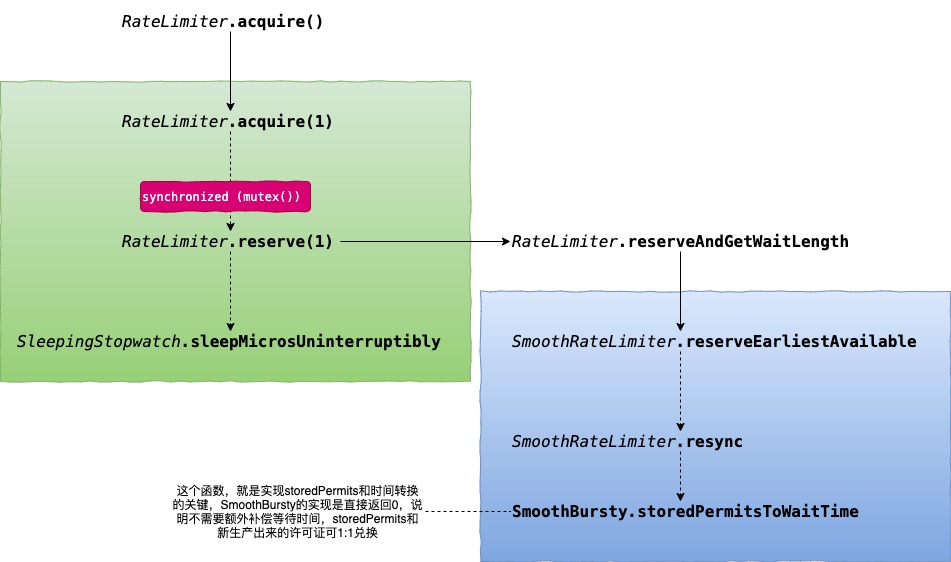 RateLimiter.acquire()
RateLimiter.acquire(1)
synchronized (mutex())
RateLimiter.reserve(1)
RateLimiter.reserveAndGetWaitLength
SleepingStopwatch.sleepMicrosUninterruptibly
SmoothRateLimiter.reserveEarliestAvailable
SmoothRateLimiter.resync
这个函数，就是实现storedPermits和时间转换
的关键，SmoothBursty的实现是直接返回0，说
明不需要额外补偿等待时间，storedPermits和
新生产出来的许可证可1:1兑换
SmoothBursty.storedPermitsToWaitTime